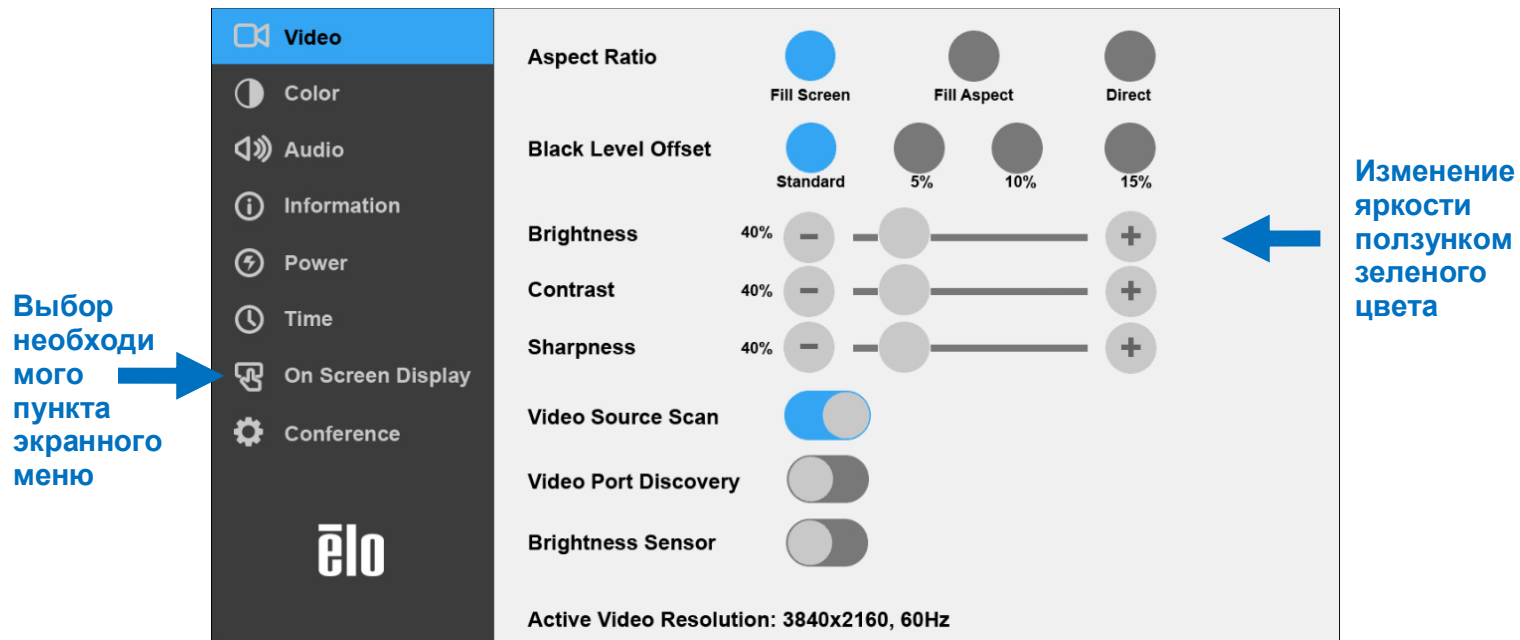 Video
Color
Audio
Information
Power
Time
On Screen Display
Conference
ēlo
Выбор
необходи
мого
пункта
экранного
меню
Aspect Ratio
Fill Screen Fill Aspect Direct
Black Level Offset
Standard 5% 10% 15%
Brightness 40% − +
Contrast 40% − +
Sharpness 40% − +
Video Source Scan
Video Port Discovery
Brightness Sensor
Active Video Resolution: 3840x2160, 60Hz
Изменение
яркости
ползунком
зеленого
цвета